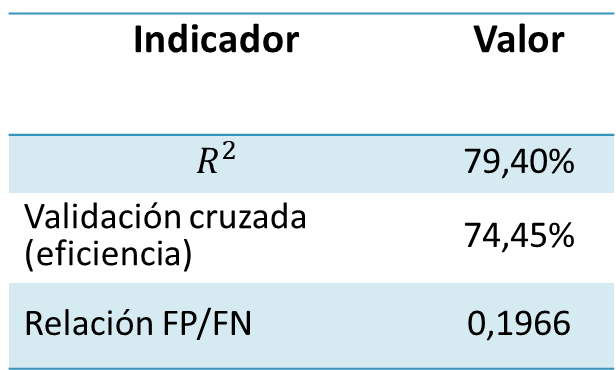 Indicador Valor
R² 79,40%
Validación cruzada
(eficiencia) 74,45%
Relación FP/FN 0,1966